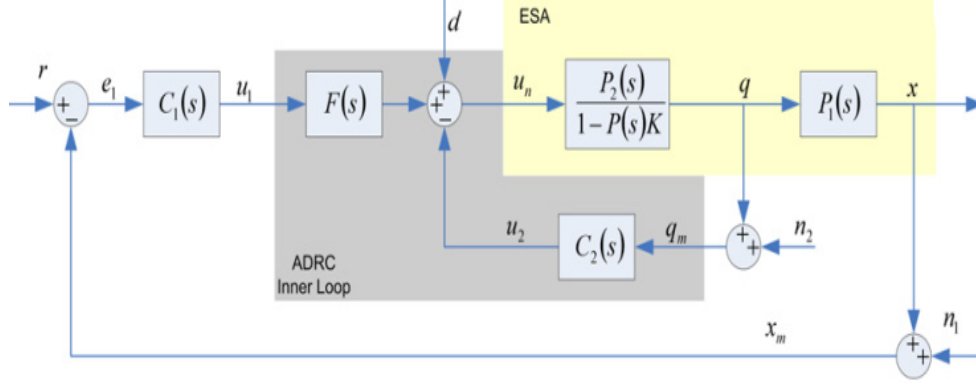 d
ESA
r
e₁
C₁(s)
u₁
F(s)
uₙ
P₂(s)
1−P(s)K
q
P₁(s)
x
+
−
+
+
−
u₂
C₂(s)
qₘ
+
+
n₂
ADRC
Inner Loop
xₘ
+
+
n₁